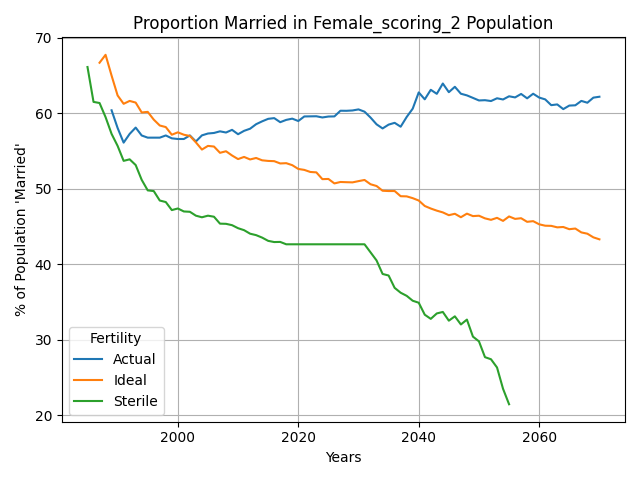 Proportion Married in Female_scoring_2 Population
% of Population 'Married'
70
60
50
40
30
20
Fertility
Actual
Ideal
Sterile
2000 2020 2040 2060
Years